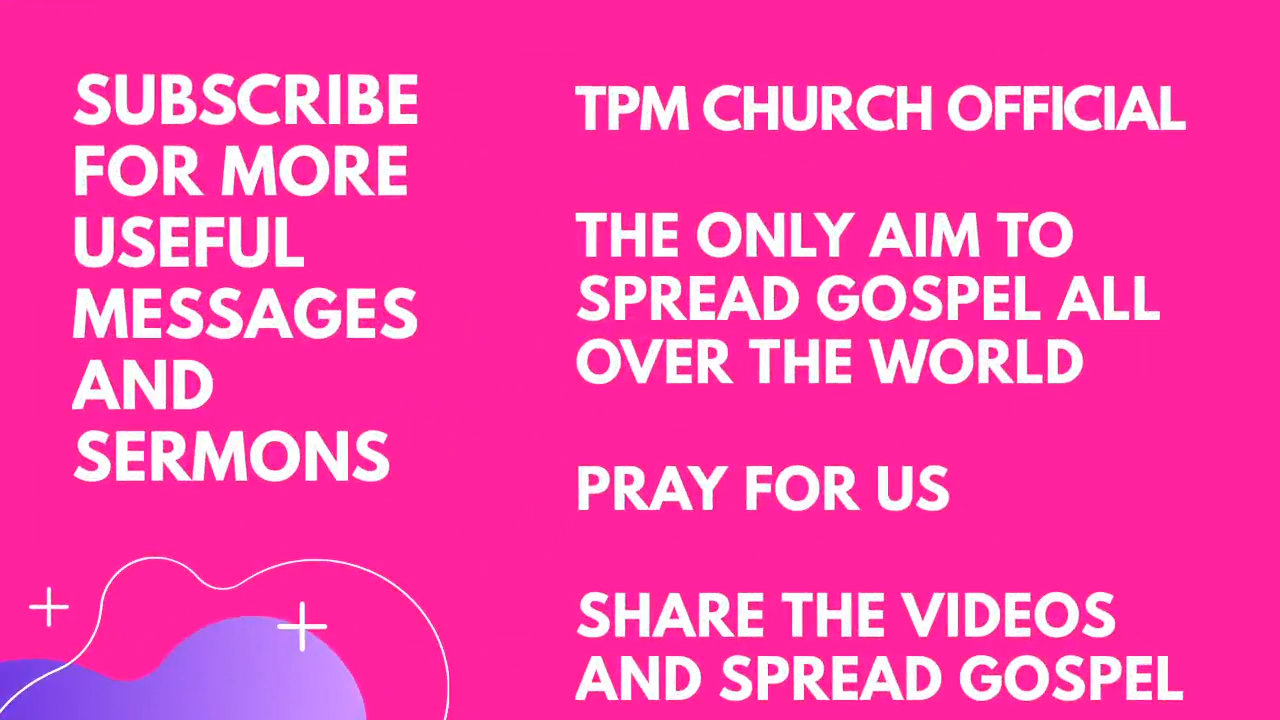 SUBSCRIBE
FOR MORE
USEFUL
MESSAGES
AND
SERMONS
TPM CHURCH OFFICIAL
THE ONLY AIM TO
SPREAD GOSPEL ALL
OVER THE WORLD
PRAY FOR US
SHARE THE VIDEOS
AND SPREAD GOSPEL